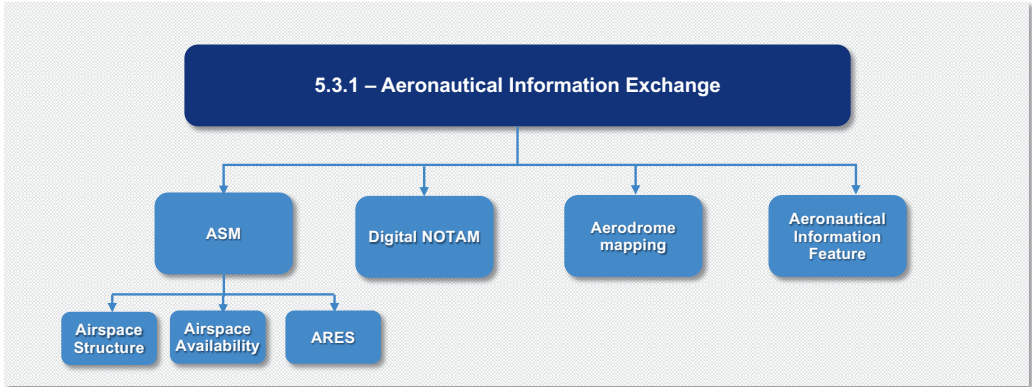 5.3.1 – Aeronautical Information Exchange
ASM
Digital NOTAM
Aerodrome
mapping
Aeronautical
Information
Feature
Airspace
Structure
Airspace
Availability
ARES